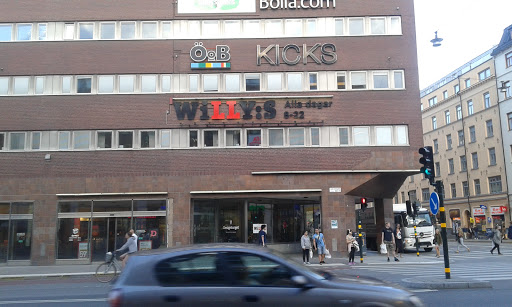 Bolia.com
ÖoB KICKS
WiLLY:S Alla dagar
8-22